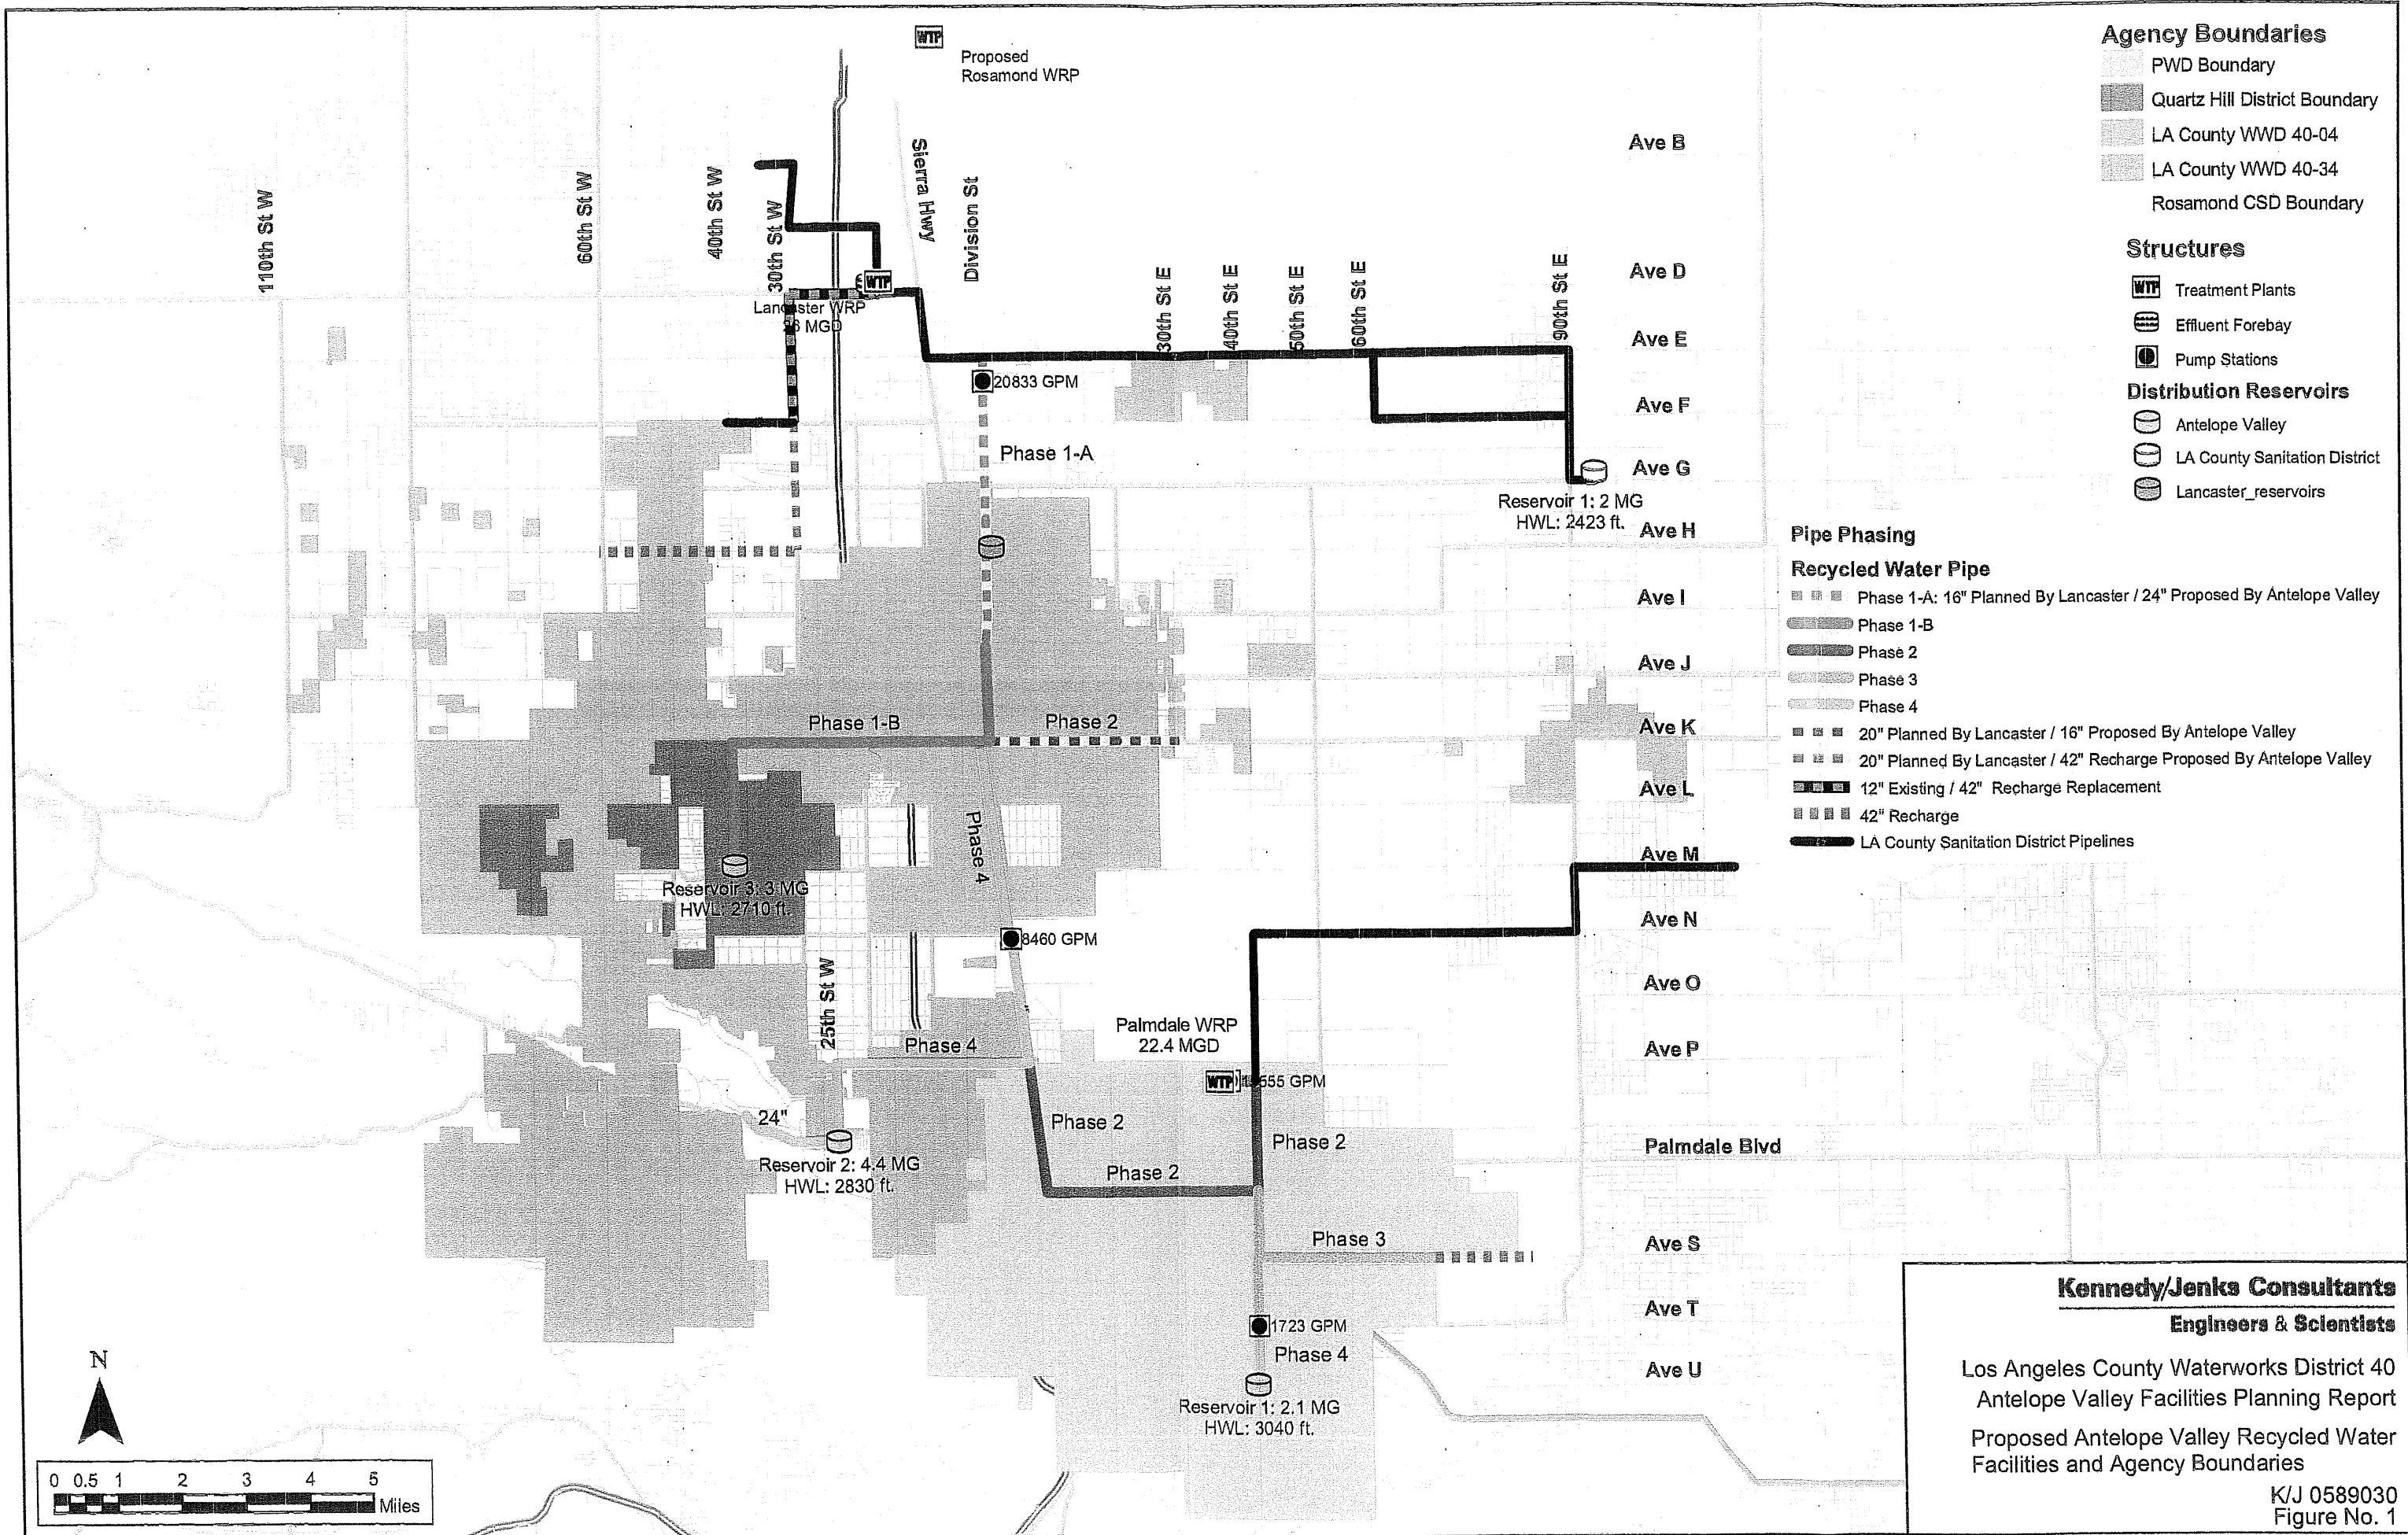 WTP
Proposed
Rosamond WRP
Agency Boundaries
PWD Boundary
Quartz Hill District Boundary
LA County WWD 40-04
LA County WWD 40-34
Rosamond CSD Boundary
Structures
WTP Treatment Plants
Effluent Forebay
Pump Stations
Distribution Reservoirs
Antelope Valley
LA County Sanitation District
Lancaster_reservoirs
Pipe Phasing
Recycled Water Pipe
Phase 1-A: 16" Planned By Lancaster / 24" Proposed By Antelope Valley
Phase 1-B
Phase 2
Phase 3
Phase 4
20" Planned By Lancaster / 16" Proposed By Antelope Valley
20" Planned By Lancaster / 42" Recharge Proposed By Antelope Valley
12" Existing / 42" Recharge Replacement
42" Recharge
LA County Sanitation District Pipelines
110th St W
60th St W
40th St W
30th St W
Sierra Hwy
Division St
30th St E
40th St E
50th St E
60th St E
90th St E
Ave B
Ave D
Ave E
Ave F
Ave G
Ave H
Ave I
Ave J
Ave K
Ave L
Ave M
Ave N
Ave O
Ave P
Palmdale Blvd
Ave S
Ave T
Ave U
WTP
Lancaster WRP
MGD
20833 GPM
Phase 1-A
Reservoir 1: 2 MG
HWL: 2423 ft.
Phase 1-B
Phase 2
Phase 4
Reservoir 3: 3 MG
HWL: 2710 ft.
8460 GPM
25th St W
Phase 4
Palmdale WRP
22.4 MGD
WTP
GPM
24"
Phase 2
Phase 2
Phase 2
Reservoir 2: 4.4 MG
HWL: 2830 ft.
Phase 3
1723 GPM
Phase 4
Reservoir 1: 2.1 MG
HWL: 3040 ft.
N
0 0.5 1 2 3 4 5
Miles
Kennedy/Jenks Consultants
Engineers & Scientists
Los Angeles County Waterworks District 40
Antelope Valley Facilities Planning Report
Proposed Antelope Valley Recycled Water
Facilities and Agency Boundaries
K/J 0589030
Figure No. 1